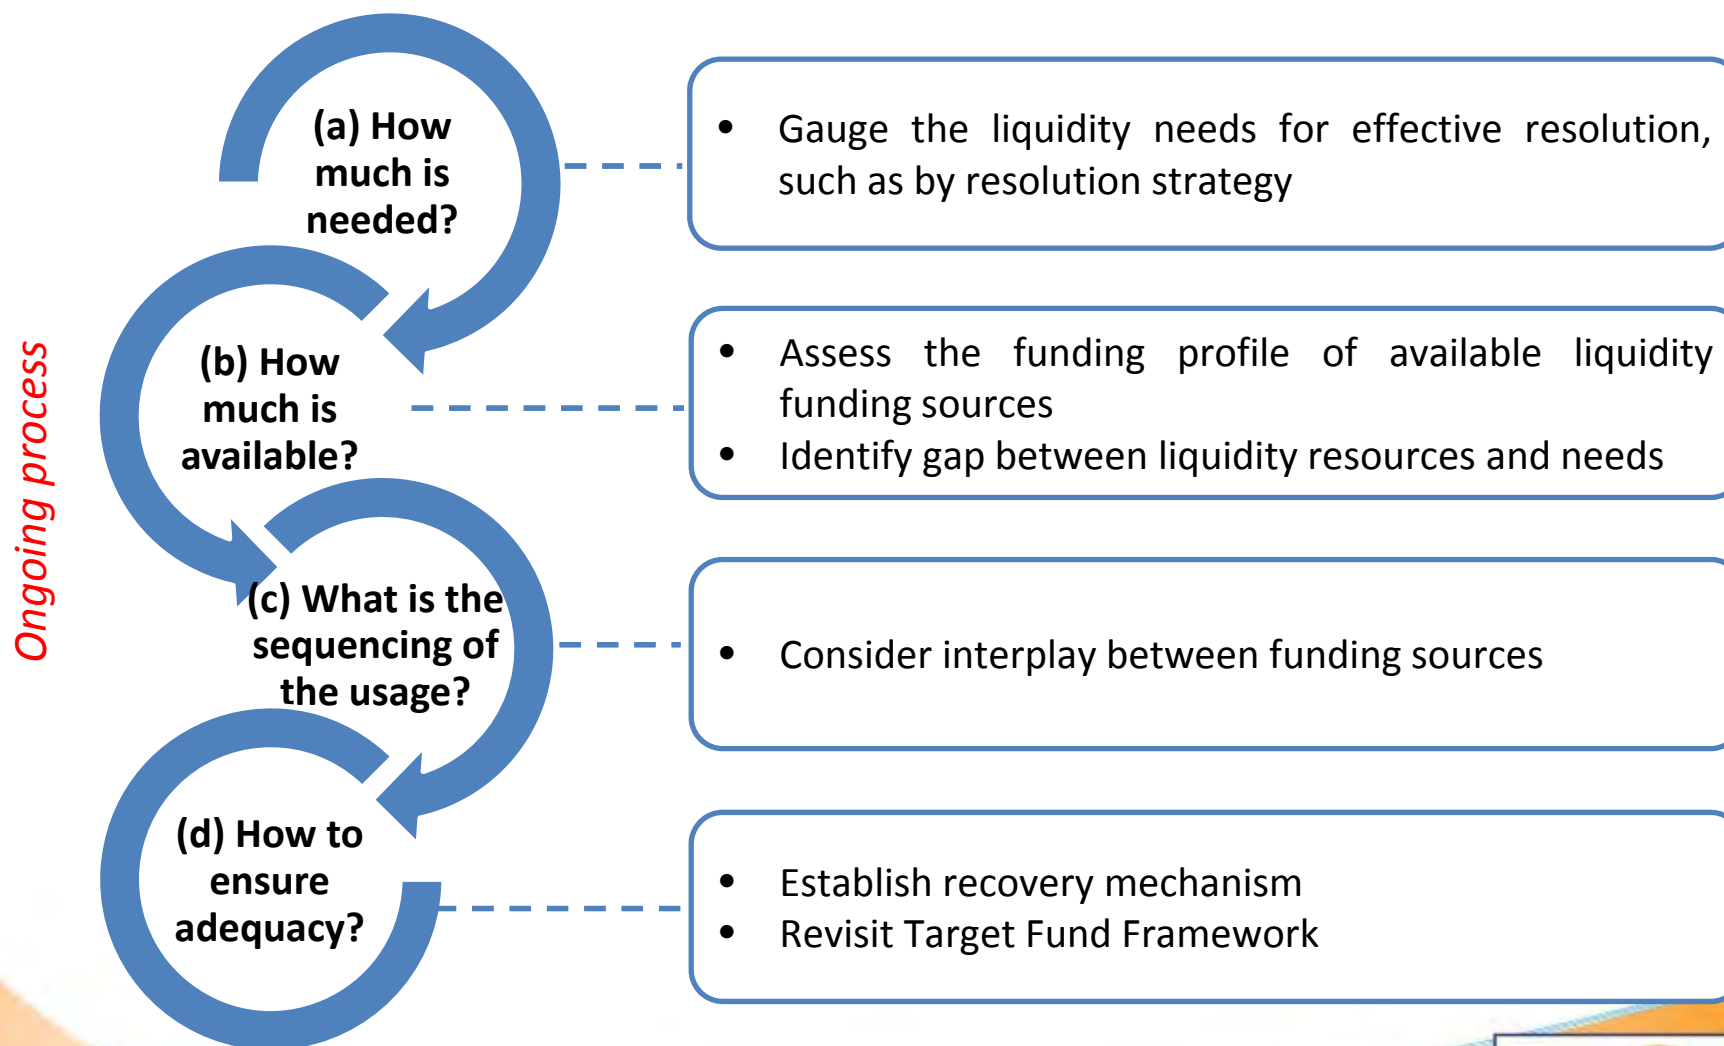 Ongoing process
(a) How
much is
needed?
• Gauge the liquidity needs for effective resolution,
such as by resolution strategy
(b) How
much is
available?
• Assess the funding profile of available liquidity
funding sources
• Identify gap between liquidity resources and needs
(c) What is the
sequencing of
the usage?
• Consider interplay between funding sources
(d) How to
ensure
adequacy?
• Establish recovery mechanism
• Revisit Target Fund Framework